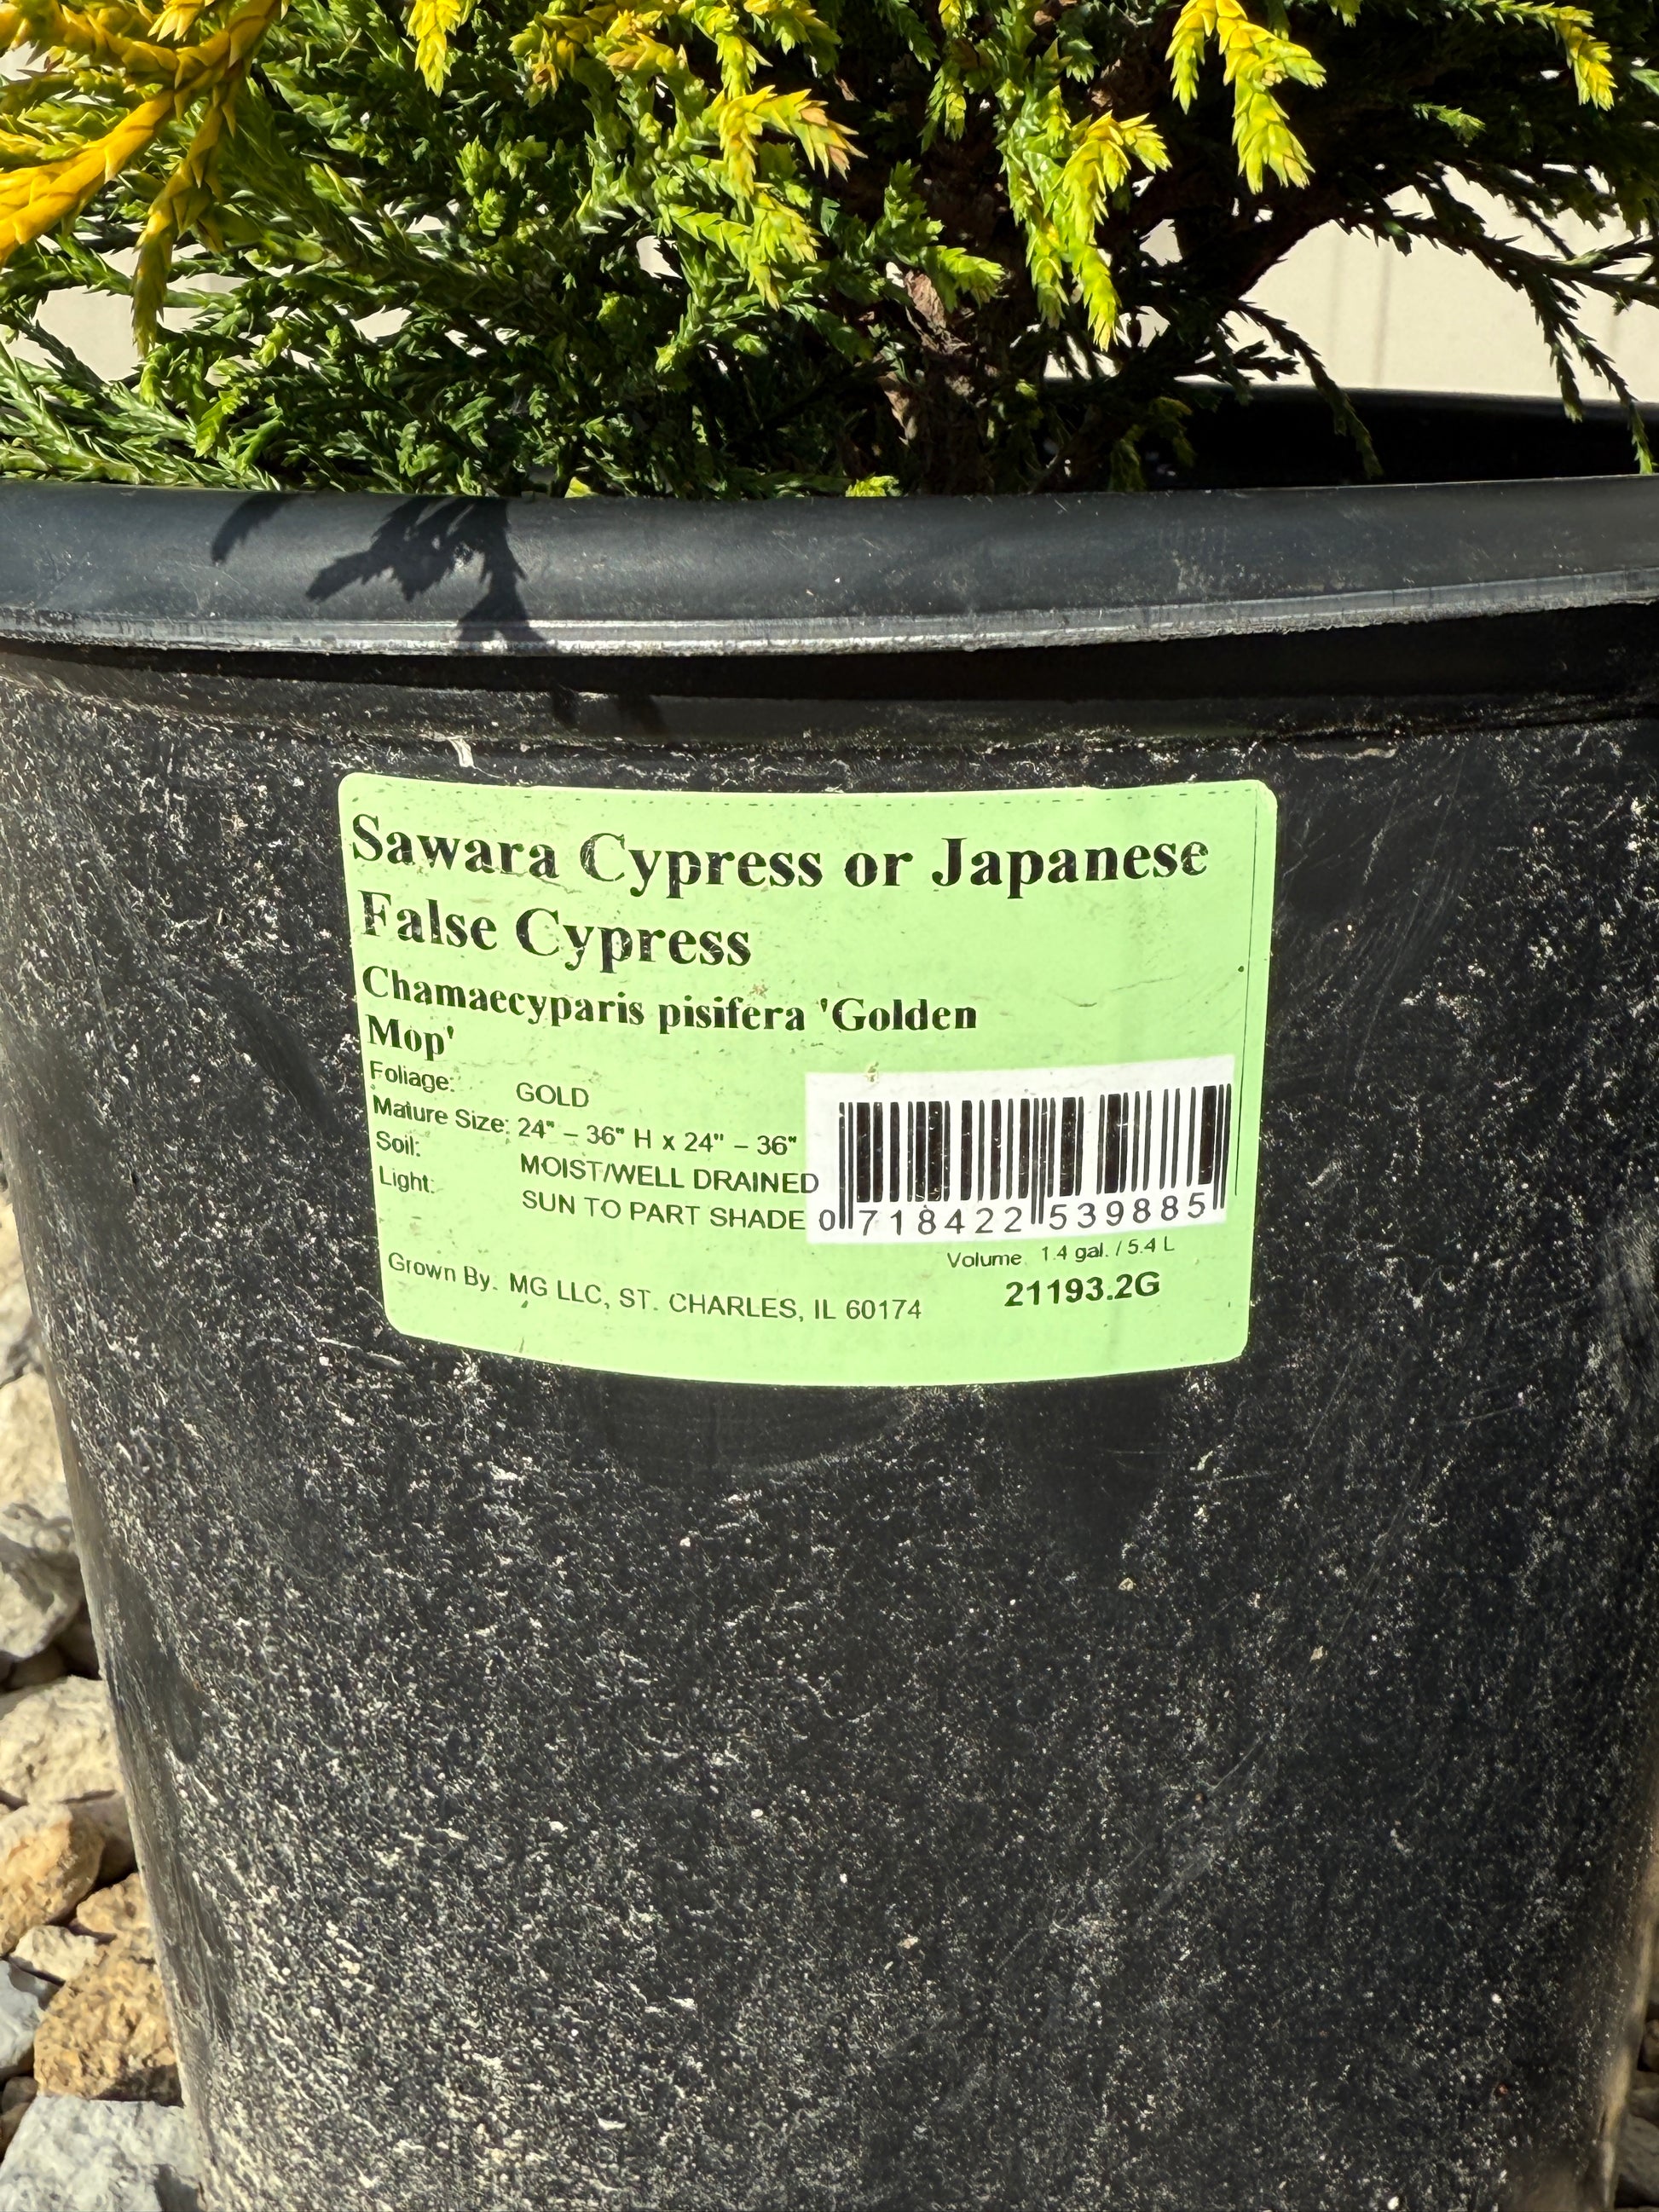 Sawara Cypress or Japanese
False Cypress
Chamaecyparis pisifera 'Golden
Mop'
Foliage: GOLD
Mature Size: 24" – 36" H x 24" – 36"
Soil: MOIST/WELL DRAINED
Light: SUN TO PART SHADE
0 718422 539885
Volume 1.4 gal. / 5.4 L
21193.2G
Grown By. MG LLC, ST. CHARLES, IL 60174